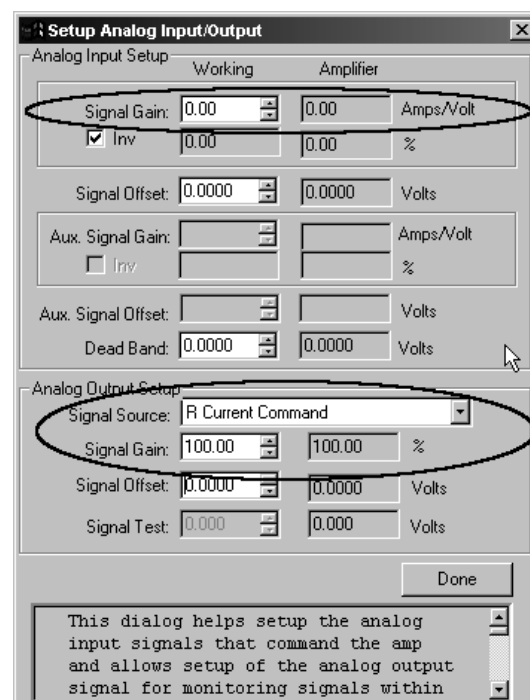 Setup Analog Input/Output
Analog Input Setup
Working Amplifier
Signal Gain: 0.00 0.00 Amps/Volt
Inv 0.00 0.00 %
Signal Offset: 0.0000 0.0000 Volts
Aux. Signal Gain: Amps/Volt
Inv %
Aux. Signal Offset: Volts
Dead Band: 0.0000 0.0000 Volts
Analog Output Setup
Signal Source: R Current Command
Signal Gain: 100.00 100.00 %
Signal Offset: 0.0000 0.0000 Volts
Signal Test: 0.000 0.000 Volts
Done
This dialog helps setup the analog
input signals that command the amp
and allows setup of the analog output
signal for monitoring signals within